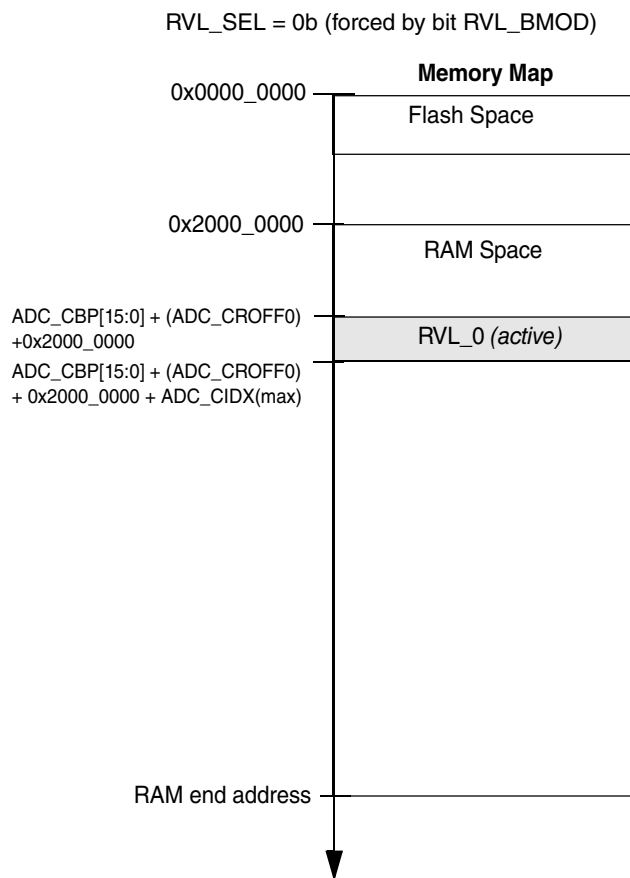 RVL_SEL = 0b (forced by bit RVL_BMOD)
Memory Map
0x0000_0000
Flash Space
0x2000_0000
RAM Space
ADC_CBP[15:0] + (ADC_CROFF0)
+0x2000_0000
RVL_0 (active)
ADC_CBP[15:0] + (ADC_CROFF0)
+ 0x2000_0000 + ADC_CIDX(max)
RAM end address